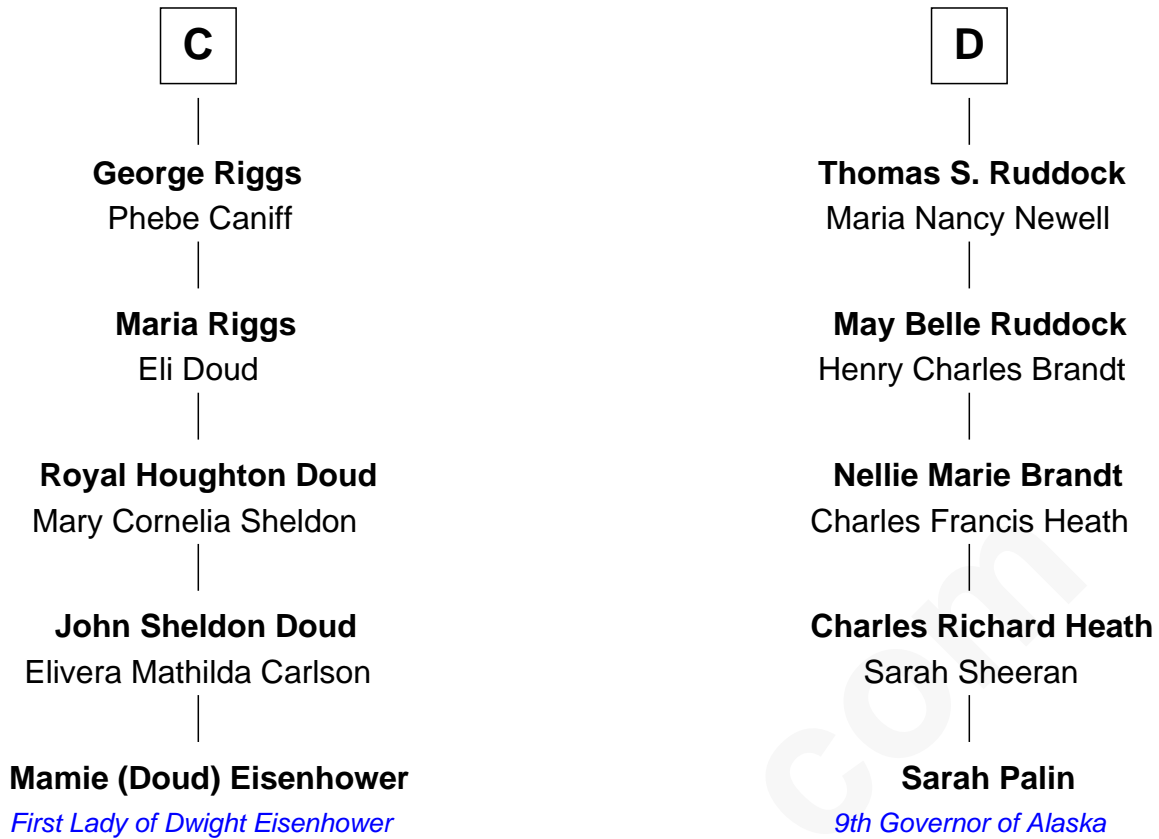 C
George Riggs
Phebe Caniff
Maria Riggs
Eli Doud
Royal Houghton Doud
Mary Cornelia Sheldon
John Sheldon Doud
Elivera Mathilda Carlson
Mamie (Doud) Eisenhower
First Lady of Dwight Eisenhower
D
Thomas S. Ruddock
Maria Nancy Newell
May Belle Ruddock
Henry Charles Brandt
Nellie Marie Brandt
Charles Francis Heath
Charles Richard Heath
Sarah Sheeran
Sarah Palin
9th Governor of Alaska
com